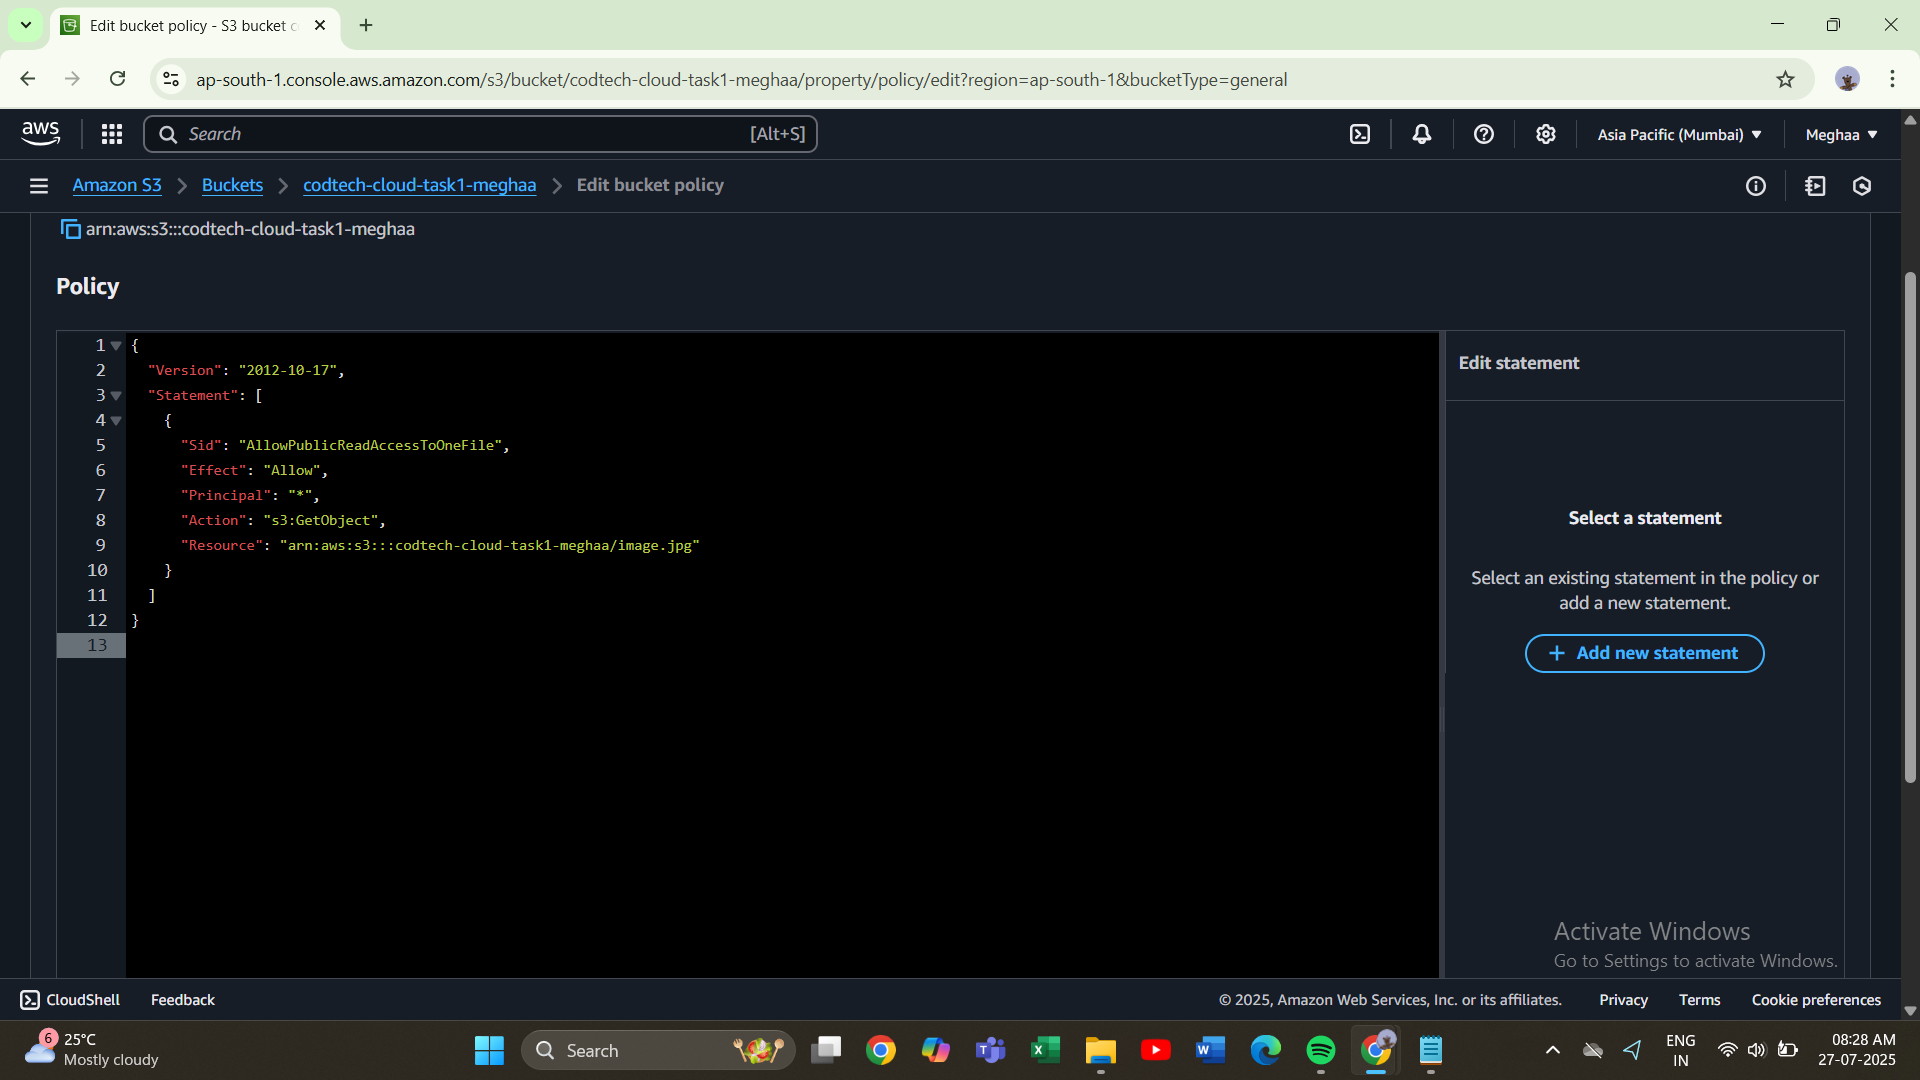 Edit bucket policy - S3 bucket c
ap-south-1.console.aws.amazon.com/s3/bucket/codtech-cloud-task1-meghaa/property/policy/edit?region=ap-south-1&bucketType=general
aws
Search [Alt+S]
Asia Pacific (Mumbai)
Meghaa
Amazon S3 > Buckets > codtech-cloud-task1-meghaa > Edit bucket policy
arn:aws:s3:::codtech-cloud-task1-meghaa
Policy
1 {
2 "Version": "2012-10-17",
3 "Statement": [
4 {
5 "Sid": "AllowPublicReadAccessToOneFile",
6 "Effect": "Allow",
7 "Principal": "*",
8 "Action": "s3:GetObject",
9 "Resource": "arn:aws:s3:::codtech-cloud-task1-meghaa/image.jpg"
10 }
11 ]
12 }
13
Edit statement
Select a statement
Select an existing statement in the policy or
add a new statement.
+ Add new statement
Activate Windows
Go to Settings to activate Windows.
CloudShell
Feedback
© 2025, Amazon Web Services, Inc. or its affiliates.
Privacy
Terms
Cookie preferences
6
25°C
Mostly cloudy
Search
ENG
IN
08:28 AM
27-07-2025